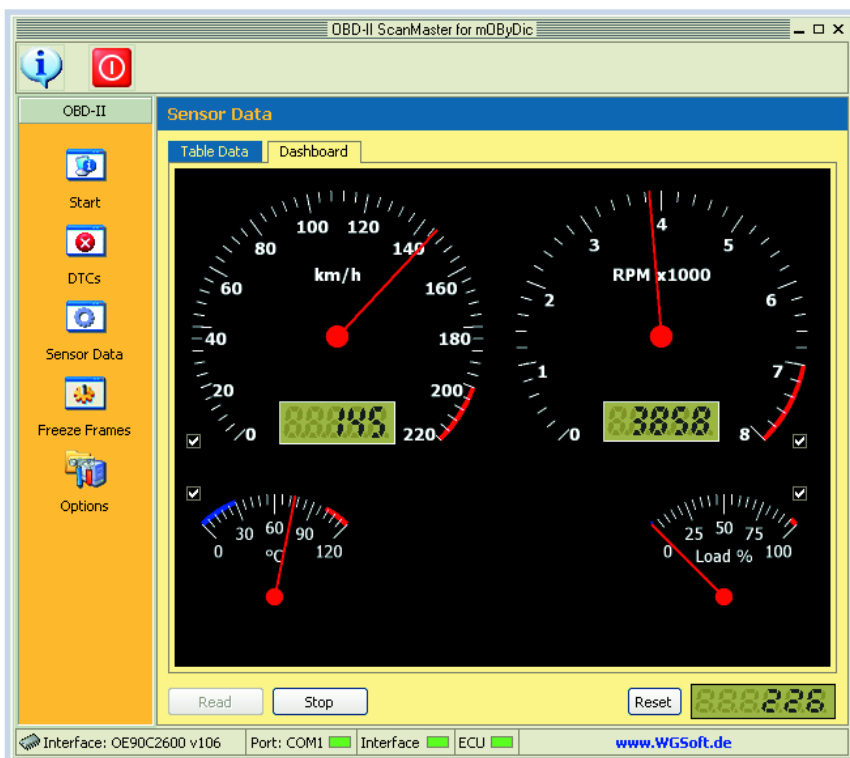 OBD-II ScanMaster for mOByDic
OBD-II
Sensor Data
Start
DTCs
Sensor Data
Freeze Frames
Options
Table Data
Dashboard
0 20 40 60 80 100 120 140 160 180 200 220
km/h
145
0 1 2 3 4 5 6 7 8
RPM x1000
3858
0 30 60 90 120
ºC
0 25 50 75 100
Load %
Read
Stop
Reset
226
Interface: OE90C2600 v106
Port: COM1
Interface
ECU
www.WGSoft.de